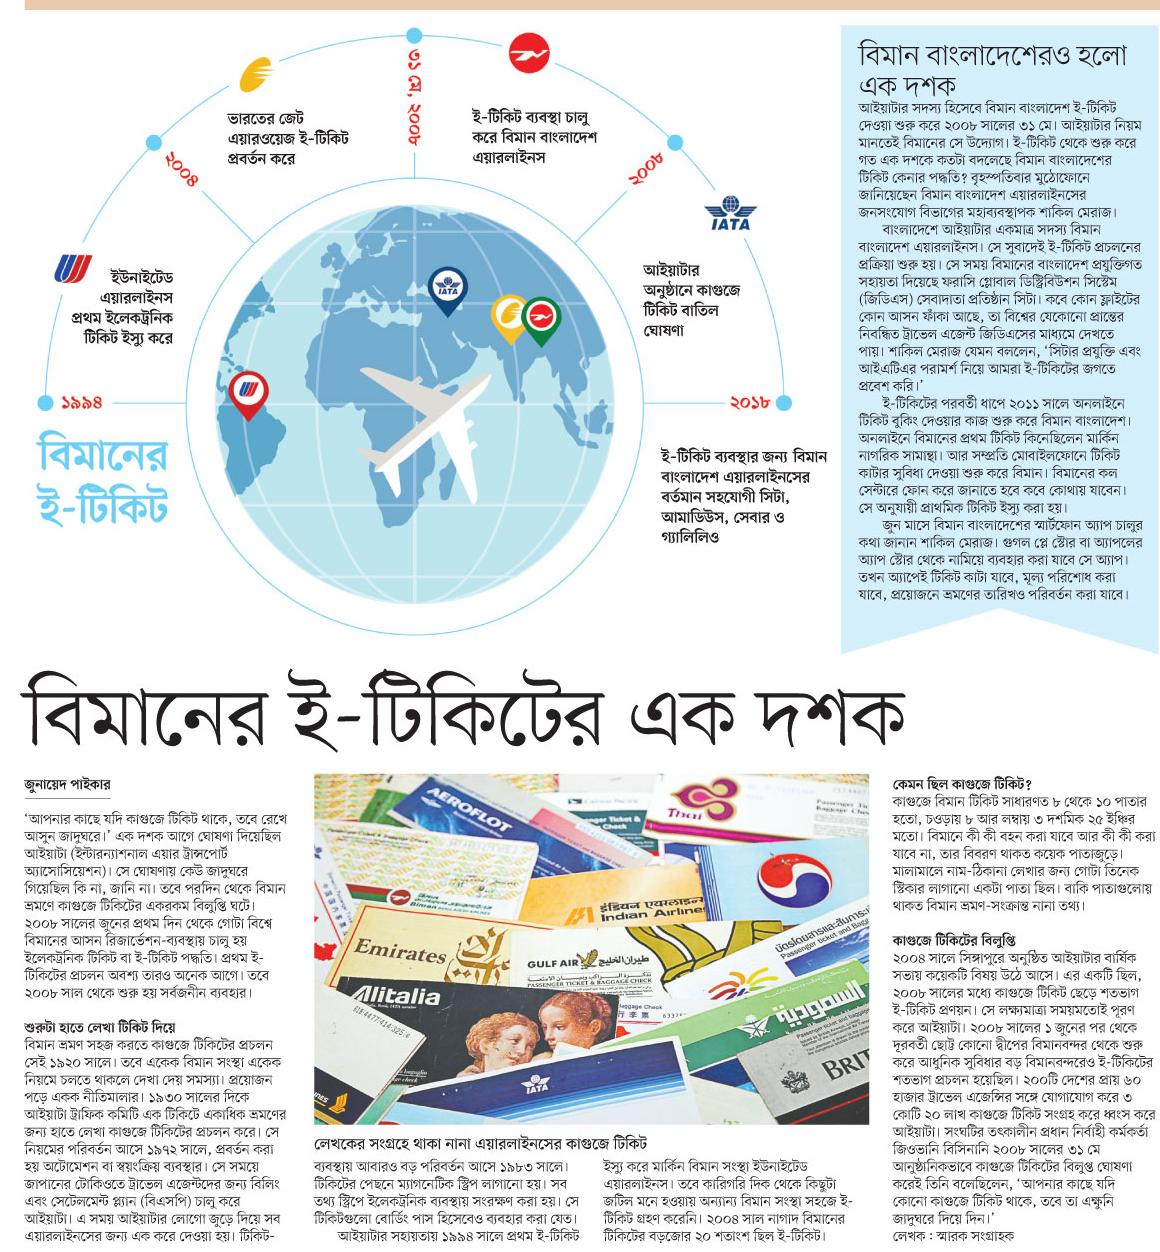 ৩১ মে, ২০০৮
ভারতের জেট
এয়ারওয়েজ ই-টিকিট
প্রবর্তন করে
ই-টিকিট ব্যবস্থা চালু
করে বিমান বাংলাদেশ
এয়ারলাইনস
২০০৪
২০০৮
IATA
ইউনাইটেড
এয়ারলাইনস
প্রথম ইলেকট্রনিক
টিকিট ইস্যু করে
আইয়াটার
অনুষ্ঠানে কাগুজে
টিকিট বাতিল
ঘোষণা
IATA
১৯৯৪
২০১৮
বিমানের
ই-টিকিট
ই-টিকিট ব্যবস্থার জন্য বিমান
বাংলাদেশ এয়ারলাইনসের
বর্তমান সহযোগী সিটা,
আমাডিউস, সেবার ও
গ্যালিলিও
বিমান বাংলাদেশেরও হলো
এক দশক
আইয়াটার সদস্য হিসেবে বিমান বাংলাদেশ ই-টিকিট
দেওয়া শুরু করে ২০০৮ সালের ৩১ মে। আইয়াটার নিয়ম
মানতেই বিমানের সে উদ্যোগ। ই-টিকিট থেকে শুরু করে
গত এক দশকে কতটা বদলেছে বিমান বাংলাদেশের
টিকিট কেনার পদ্ধতি? বৃহস্পতিবার মুঠোফোনে
জানিয়েছেন বিমান বাংলাদেশ এয়ারলাইনসের
জনসংযোগ বিভাগের মহাব্যবস্থাপক শাকিল মেরাজ।
বাংলাদেশে আইয়াটার একমাত্র সদস্য বিমান
বাংলাদেশ এয়ারলাইনস। সে সুবাদেই ই-টিকিট প্রচলনের
প্রক্রিয়া শুরু হয়। সে সময় বিমানের বাংলাদেশ প্রযুক্তিগত
সহায়তা দিয়েছে ফরাসি গ্লোবাল ডিস্ট্রিবিউশন সিস্টেম
(জিডিএস) সেবাদাতা প্রতিষ্ঠান সিটা। কবে কোন ফ্লাইটের
কোন আসন ফাঁকা আছে, তা বিশ্বের যেকোনো প্রান্তের
নিবন্ধিত ট্রাভেল এজেন্ট জিডিএসের মাধ্যমে দেখতে
পায়। শাকিল মেরাজ যেমন বললেন, ‘সিটার প্রযুক্তি এবং
আইএটিএর পরামর্শ নিয়ে আমরা ই-টিকিটের জগতে
প্রবেশ করি।’
ই-টিকিটের পরবর্তী ধাপে ২০১১ সালে অনলাইনে
টিকিট বুকিং দেওয়ার কাজ শুরু করে বিমান বাংলাদেশ।
অনলাইনে বিমানের প্রথম টিকিট কিনেছিলেন মার্কিন
নাগরিক সামান্থা। আর সম্প্রতি মোবাইলফোনে টিকিট
কাটার সুবিধা দেওয়া শুরু করে বিমান। বিমানের কল
সেন্টারে ফোন করে জানাতে হবে কবে কোথায় যাবেন।
সে অনুযায়ী প্রাথমিক টিকিট ইস্যু করা হয়।
জুন মাসে বিমান বাংলাদেশের স্মার্টফোন অ্যাপ চালুর
কথা জানান শাকিল মেরাজ। গুগল প্লে স্টোর বা অ্যাপলের
অ্যাপ স্টোর থেকে নামিয়ে ব্যবহার করা যাবে সে অ্যাপ।
তখন অ্যাপেই টিকিট কাটা যাবে, মূল্য পরিশোধ করা
যাবে, প্রয়োজনে ভ্রমণের তারিখও পরিবর্তন করা যাবে।
বিমানের ই-টিকিটের এক দশক
জুনায়েদ পাইকার
‘আপনার কাছে যদি কাগুজে টিকিট থাকে, তবে রেখে
আসুন জাদুঘরে।’ এক দশক আগে ঘোষণা দিয়েছিল
আইয়াটা (ইন্টারন্যাশনাল এয়ার ট্রান্সপোর্ট
অ্যাসোসিয়েশন)। সে ঘোষণায় কেউ জাদুঘরে
গিয়েছিল কি না, জানি না। তবে পরদিন থেকে বিমান
ভ্রমণে কাগুজে টিকিটের একরকম বিলুপ্তি ঘটে।
২০০৮ সালের জুনের প্রথম দিন থেকে গোটা বিশ্বে
বিমানের আসন রিজার্ভেশন-ব্যবস্থায় চালু হয়
ইলেকট্রনিক টিকিট বা ই-টিকিট পদ্ধতি। প্রথম ই-
টিকিটের প্রচলন অবশ্য তারও অনেক আগে। তবে
২০০৮ সাল থেকে শুরু হয় সর্বজনীন ব্যবহার।
শুরুটা হাতে লেখা টিকিট দিয়ে
বিমান ভ্রমণ সহজ করতে কাগুজে টিকিটের প্রচলন
সেই ১৯২০ সালে। তবে একেক বিমান সংস্থা একেক
নিয়মে চলতে থাকলে দেখা দেয় সমস্যা। প্রয়োজন
পড়ে একক নীতিমালার। ১৯৩০ সালের দিকে
আইয়াটা ট্রাফিক কমিটি এক টিকিটে একাধিক ভ্রমণের
জন্য হাতে লেখা কাগুজে টিকিটের প্রচলন করে। সে
নিয়মের পরিবর্তন আসে ১৯৭২ সালে, প্রবর্তন করা
হয় অটোমেশন বা স্বয়ংক্রিয় ব্যবস্থার। সে সময়ে
জাপানের টোকিওতে ট্রাভেল এজেন্টদের জন্য বিলিং
এবং সেটেলমেন্ট প্ল্যান (বিএসপি) চালু করে
আইয়াটা। এ সময় আইয়াটার লোগো জুড়ে দিয়ে সব
এয়ারলাইনসের জন্য এক করে দেওয়া হয়। টিকিট-
AEROFLOT
Thai
Biman
इंडियन एयरलाइन्स
Indian Airlines
Emirates
GULF AIR طيران الخليج
PASSENGER TICKET & BAGGAGE CHECK
Alitalia
السعودية
BRIT
IATA
লেখকের সংগ্রহে থাকা নানা এয়ারলাইনসের কাগুজে টিকিট
ব্যবস্থায় আবারও বড় পরিবর্তন আসে ১৯৮৩ সালে।
টিকিটের পেছনে ম্যাগনেটিক স্ট্রিপ লাগানো হয়। সব
তথ্য স্ট্রিপে ইলেকট্রনিক ব্যবস্থায় সংরক্ষণ করা হয়। সে
টিকিটগুলো বোর্ডিং পাস হিসেবেও ব্যবহার করা যেত।
আইয়াটার সহায়তায় ১৯৯৪ সালে প্রথম ই-টিকিট
ইস্যু করে মার্কিন বিমান সংস্থা ইউনাইটেড
এয়ারলাইনস। তবে কারিগরি দিক থেকে কিছুটা
জটিল মনে হওয়ায় অন্যান্য বিমান সংস্থা সহজে ই-
টিকিট গ্রহণ করেনি। ২০০৪ সাল নাগাদ বিমানের
টিকিটের বড়জোর ২০ শতাংশ ছিল ই-টিকিট।
কেমন ছিল কাগুজে টিকিট?
কাগুজে বিমান টিকিট সাধারণত ৮ থেকে ১০ পাতার
হতো, চওড়ায় ৮ আর লম্বায় ৩ দশমিক ২৫ ইঞ্চির
মতো। বিমানে কী কী বহন করা যাবে আর কী কী করা
যাবে না, তার বিবরণ থাকত কয়েক পাতাজুড়ে।
মালামালে নাম-ঠিকানা লেখার জন্য গোটা তিনেক
স্টিকার লাগানো একটা পাতা ছিল। বাকি পাতাগুলোয়
থাকত বিমান ভ্রমণ-সংক্রান্ত নানা তথ্য।
কাগুজে টিকিটের বিলুপ্তি
২০০৪ সালে সিঙ্গাপুরে অনুষ্ঠিত আইয়াটার বার্ষিক
সভায় কয়েকটি বিষয় উঠে আসে। এর একটি ছিল,
২০০৮ সালের মধ্যে কাগুজে টিকিট ছেড়ে শতভাগ
ই-টিকিট প্রণয়ন। সে লক্ষ্যমাত্রা সময়মতোই পূরণ
করে আইয়াটা। ২০০৮ সালের ১ জুনের পর থেকে
দূরবর্তী ছোট্ট কোনো দ্বীপের বিমানবন্দর থেকে শুরু
করে আধুনিক সুবিধার বড় বিমানবন্দরেও ই-টিকিটের
শতভাগ প্রচলন হয়েছিল। ২০০টি দেশের প্রায় ৬০
হাজার ট্রাভেল এজেন্সির সঙ্গে যোগাযোগ করে ৩
কোটি ২০ লাখ কাগুজে টিকিট সংগ্রহ করে ধ্বংস করে
আইয়াটা। সংঘটির তৎকালীন প্রধান নির্বাহী কর্মকর্তা
জিওভানি বিসিনানি ২০০৮ সালের ৩১ মে
আনুষ্ঠানিকভাবে কাগুজে টিকিটের বিলুপ্ত ঘোষণা
করেই তিনি বলেছিলেন, ‘আপনার কাছে যদি
কোনো কাগুজে টিকিট থাকে, তবে তা এক্ষুনি
জাদুঘরে দিয়ে দিন।’
লেখক : স্মারক সংগ্রাহক